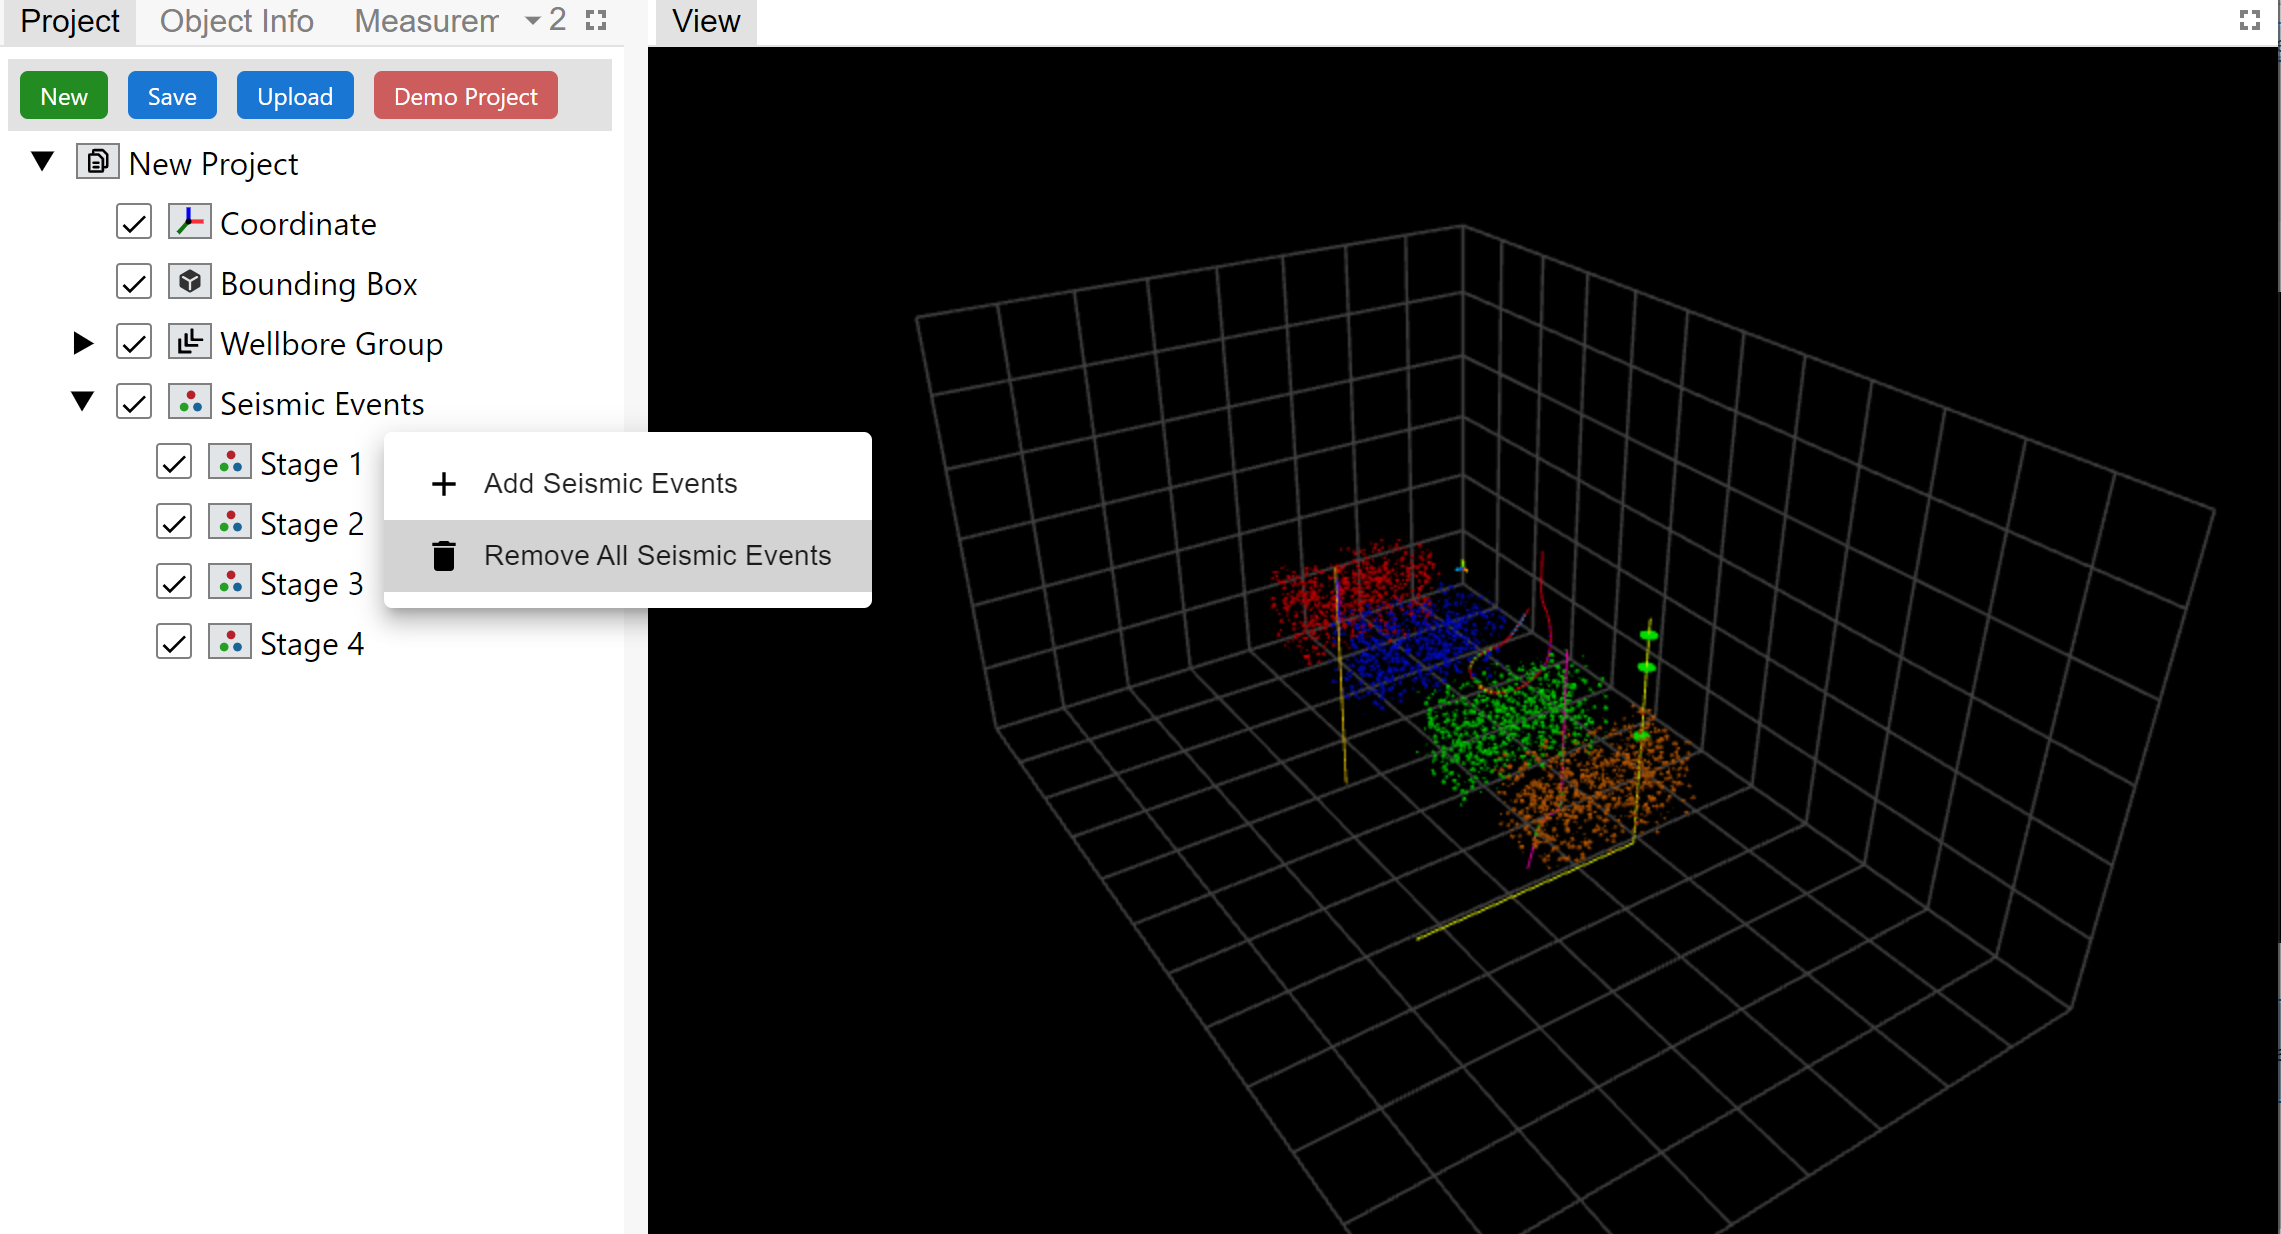 Project Object Info Measurem 2 View
New Save Upload Demo Project
New Project
Coordinate
Bounding Box
Wellbore Group
Seismic Events
Stage 1
Add Seismic Events
Stage 2
Remove All Seismic Events
Stage 3
Stage 4